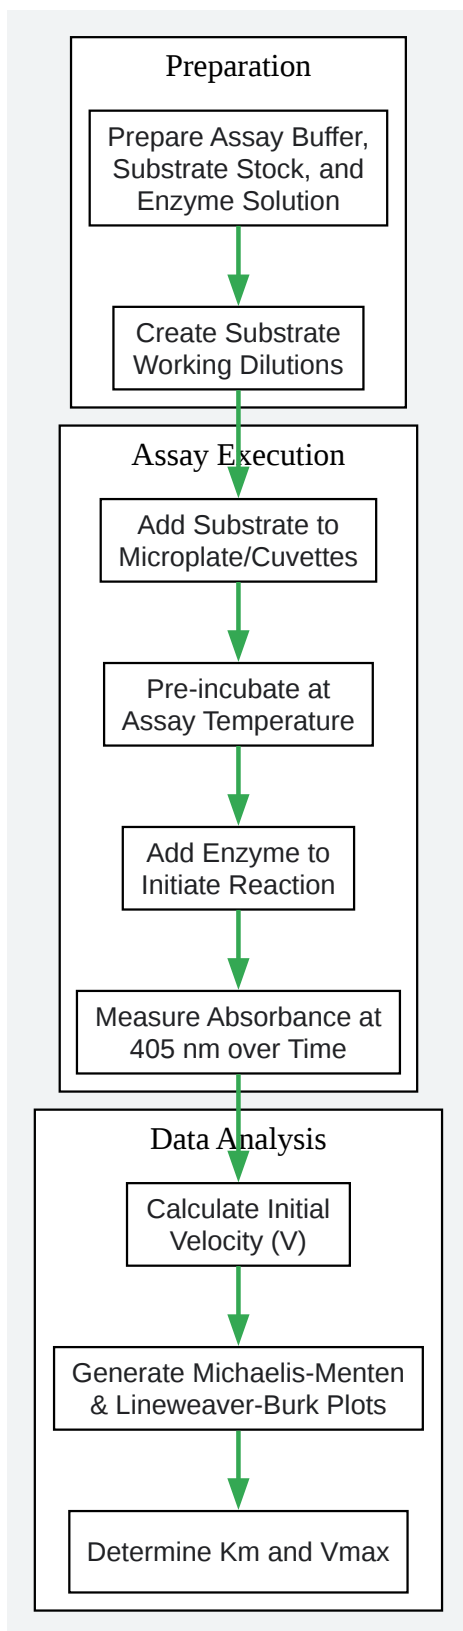 Preparation
Prepare Assay Buffer,
Substrate Stock, and
Enzyme Solution
Create Substrate
Working Dilutions
Assay Execution
Add Substrate to
Microplate/Cuvettes
Pre-incubate at
Assay Temperature
Add Enzyme to
Initiate Reaction
Measure Absorbance at
405 nm over Time
Data Analysis
Calculate Initial
Velocity (V)
Generate Michaelis-Menten
& Lineweaver-Burk Plots
Determine Km and Vmax